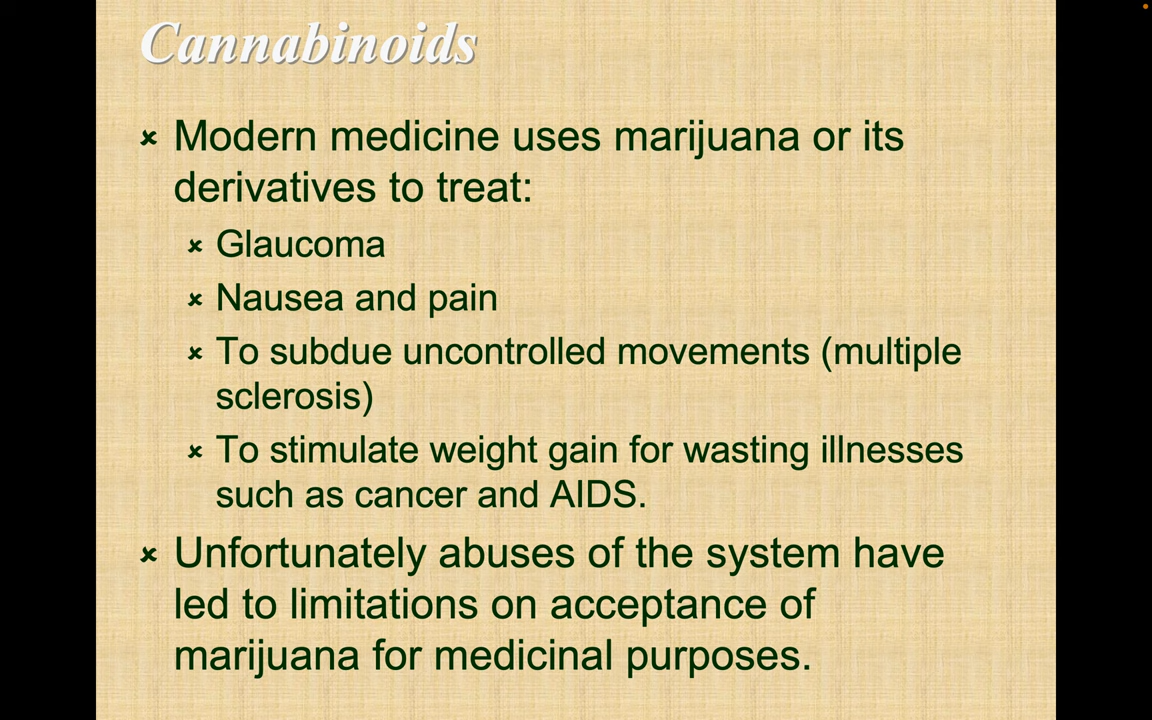 Cannabinoids
Modern medicine uses marijuana or its
derivatives to treat:
Glaucoma
Nausea and pain
To subdue uncontrolled movements (multiple
sclerosis)
To stimulate weight gain for wasting illnesses
such as cancer and AIDS.
Unfortunately abuses of the system have
led to limitations on acceptance of
marijuana for medicinal purposes.